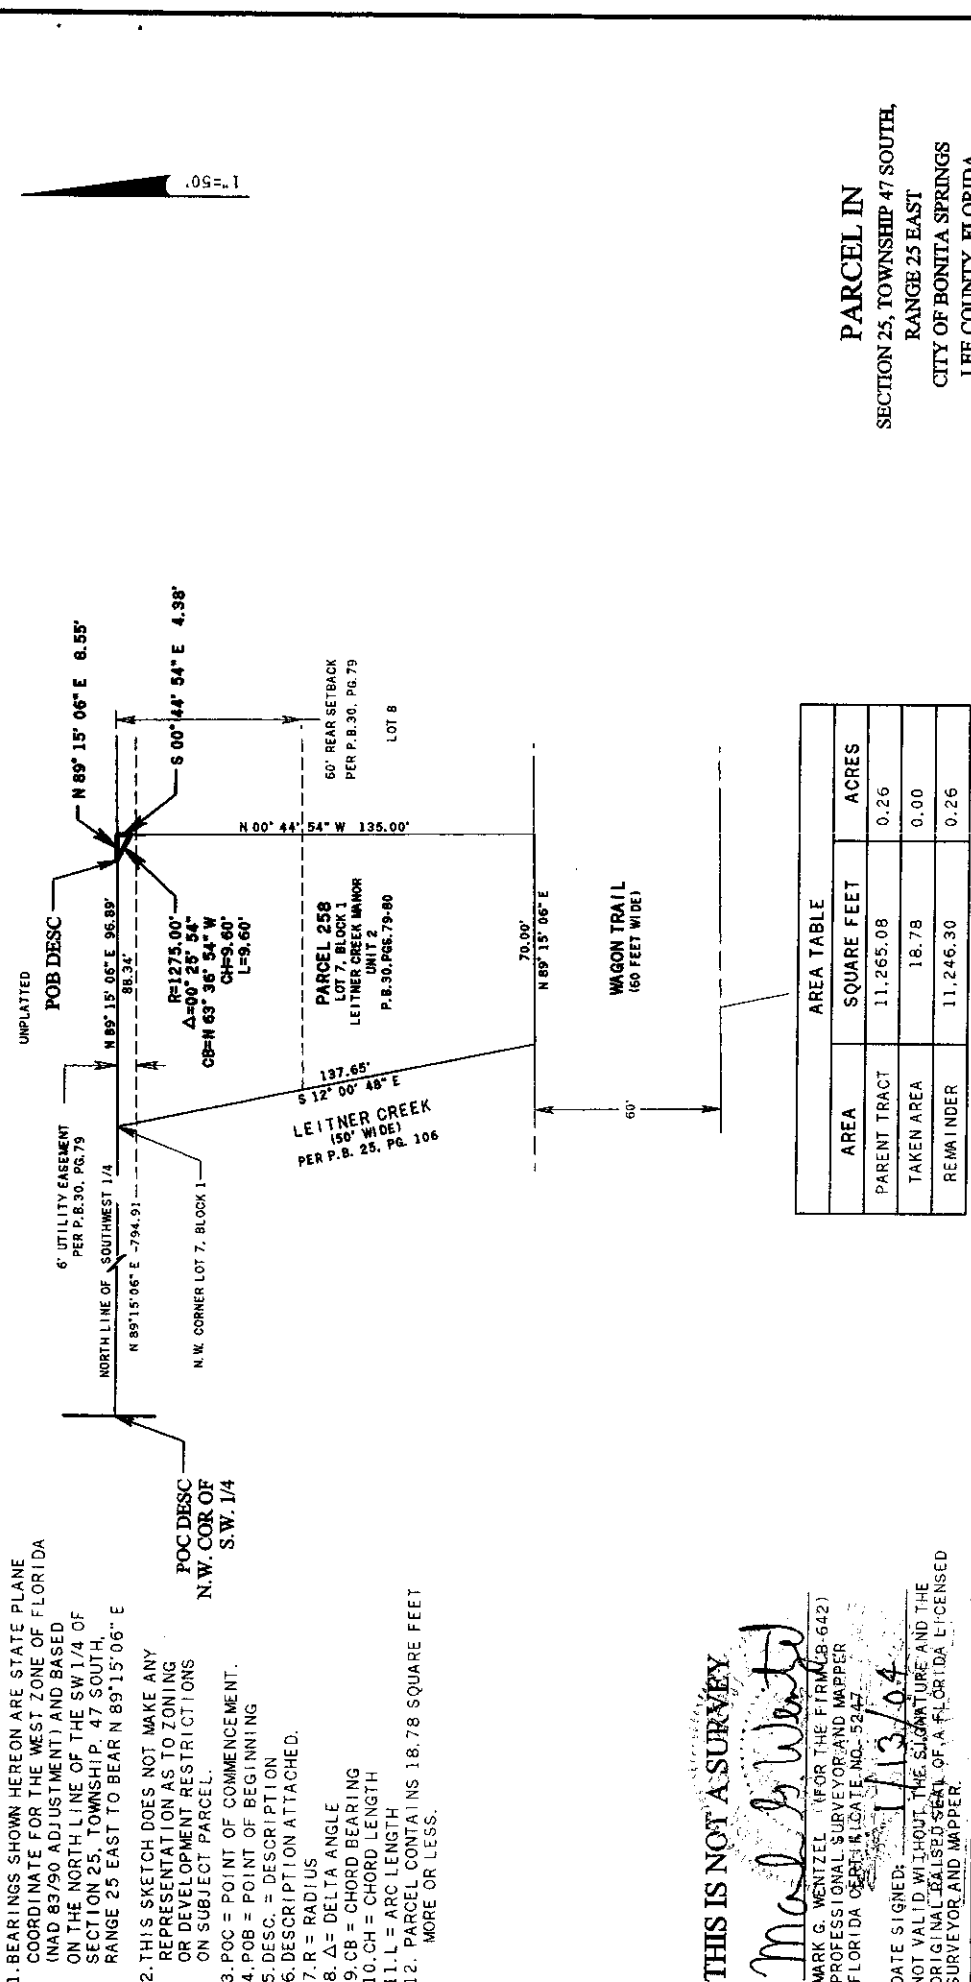 1. BEARINGS SHOWN HEREON ARE STATE PLANE
COORDINATE FOR THE WEST ZONE OF FLORIDA
(NAD 83/90 ADJUSTMENT) AND BASED
ON THE NORTH LINE OF THE SW 1/4 OF
SECTION 25, TOWNSHIP, 47 SOUTH,
RANGE 25 EAST TO BEAR N 89°15'06" E
2. THIS SKETCH DOES NOT MAKE ANY
REPRESENTATION AS TO ZONING
OR DEVELOPMENT RESTRICTIONS
ON SUBJECT PARCEL.
3. POC = POINT OF COMMENCEMENT.
4. POB = POINT OF BEGINNING
5. DESC. = DESCRIPTION
6. DESCRIPTION ATTACHED.
7. R = RADIUS
8. Δ = DELTA ANGLE
9. CB = CHORD BEARING
10. CH = CHORD LENGTH
11. L = ARC LENGTH
12. PARCEL CONTAINS 18.78 SQUARE FEET
MORE OR LESS.
THIS IS NOT A SURVEY
Mark G. Wentzel
MARK G. WENTZEL (FOR THE FIRM LB-642)
PROFESSIONAL SURVEYOR AND MAPPER
FLORIDA CERTIFICATE NO. 5247
DATE SIGNED: 1/13/04
NOT VALID WITHOUT THE SIGNATURE AND THE
ORIGINAL RAISED SEAL OF A FLORIDA LICENSED
SURVEYOR AND MAPPER.
POC DESC
N.W. COR OF
S.W. 1/4
6' UTILITY EASEMENT
PER P.B.30, PG.79
NORTH LINE OF SOUTHWEST 1/4
N 89°15'06" E -794.91
N.W. CORNER LOT 7, BLOCK 1
UNPLATTED
POB DESC
N 89° 15' 06" E 96.89'
88.34'
N 89° 15' 06" E 8.55'
S 00° 44' 54" E 4.38'
R=1275.00'
Δ=00° 25' 54"
CB=N 63° 36' 54" W
CH=9.60'
L=9.60'
N 00° 44' 54" W 135.00'
60' REAR SETBACK
PER P.B.30, PG.79
LOT 8
PARCEL 258
LOT 7, BLOCK 1
LEITNER CREEK MANOR
UNIT 2
P.B.30,PGS.79-80
137.65'
S 12° 00' 48" E
LEITNER CREEK
(50' WIDE)
PER P.B. 25, PG. 106
70.00'
N 89° 15' 06" E
WAGON TRAIL
(60 FEET WIDE)
60'
AREA TABLE
AREA SQUARE FEET ACRES
PARENT TRACT 11,265.08 0.26
TAKEN AREA 18.78 0.00
REMAINDER 11,246.30 0.26
1"=50'
PARCEL IN
SECTION 25, TOWNSHIP 47 SOUTH,
RANGE 25 EAST
CITY OF BONITA SPRINGS
LEE COUNTY, FLORIDA